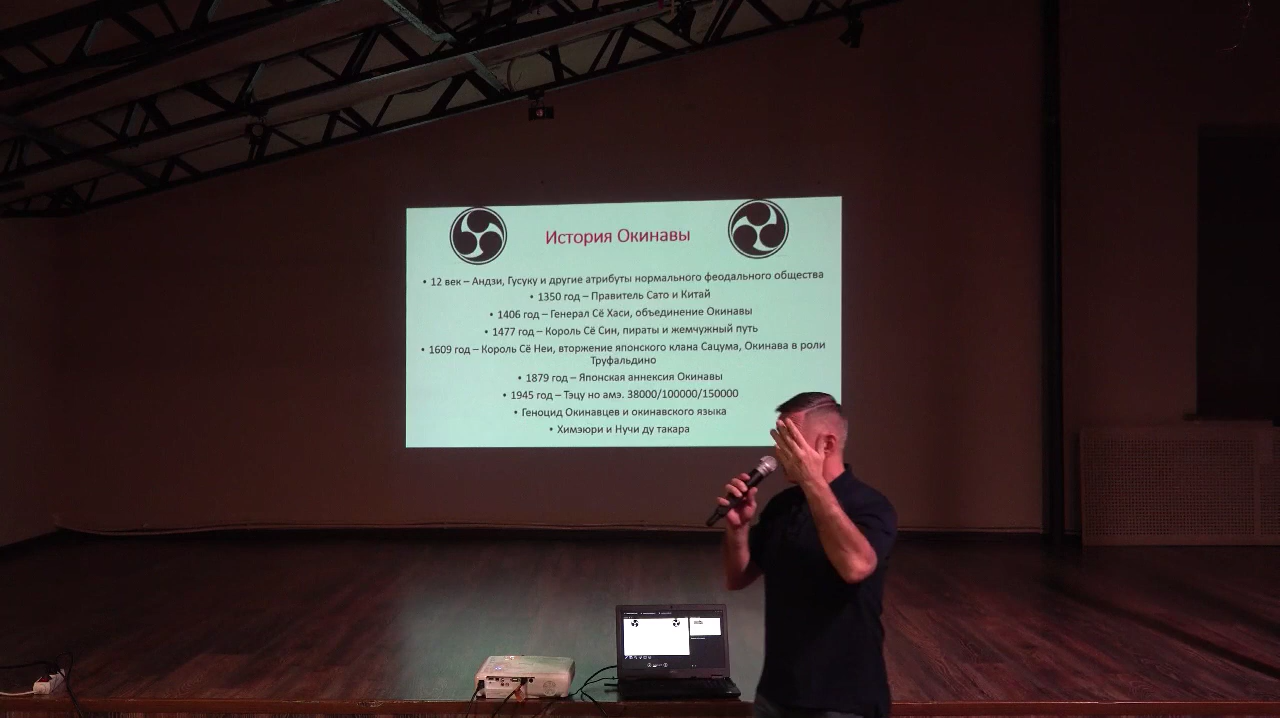 История Окинавы
• 12 век – Андзи, Гусуку и другие атрибуты нормального феодального общества
• 1350 год – Правитель Сато и Китай
• 1406 год – Генерал Сё Хаси, объединение Окинавы
• 1477 год – Король Сё Син, пираты и жемчужный путь
• 1609 год – Король Сё Неи, вторжение японского клана Сацума, Окинава в роли
Труфальдино
• 1879 год – Японская аннексия Окинавы
• 1945 год – Тэцу но амэ. 38000/100000/150000
• Геноцид Окинавцев и окинавского языка
• Химэюри и Нучи ду такара